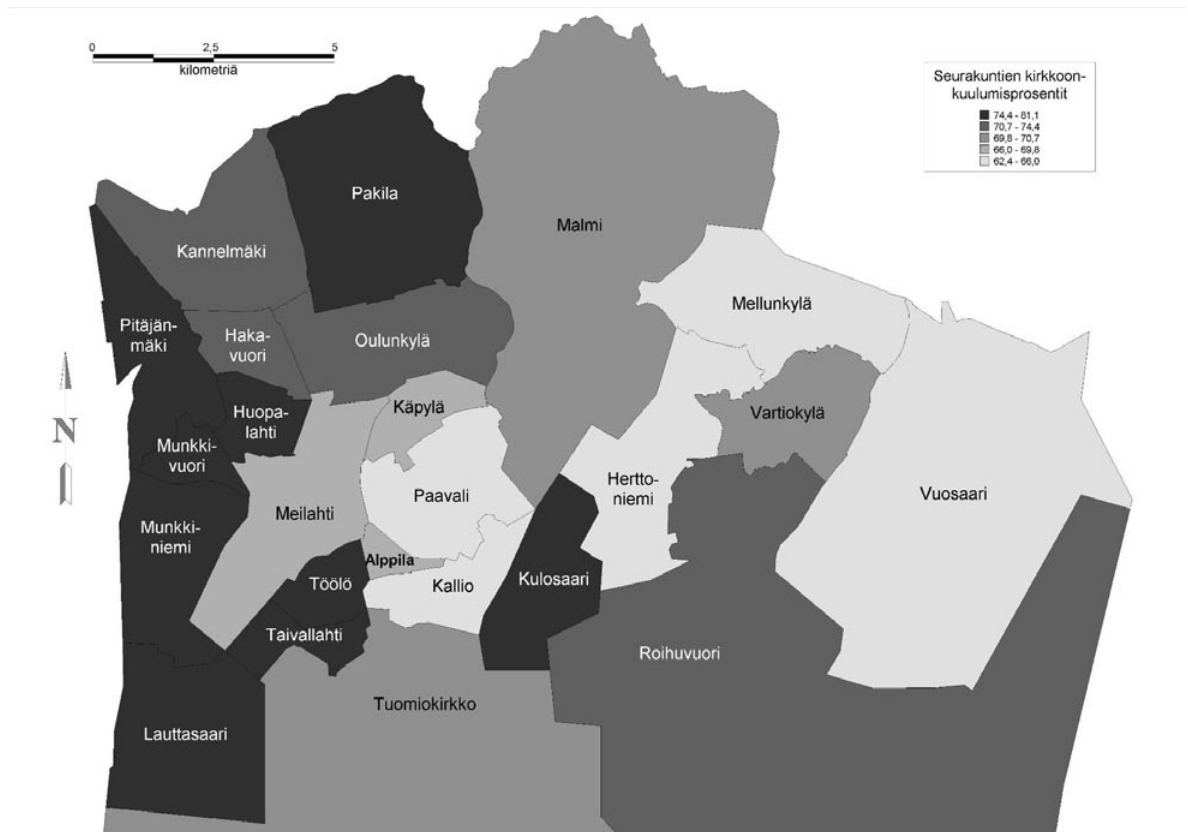 0 2,5 5
kilometriä
Seurakuntien kirkkoon-
kuulumisprosentit
74,4 - 81,1
70,7 - 74,4
69,8 - 70,7
66,0 - 69,8
62,4 - 66,0
Pakila
Malmi
Kannelmäki
Mellunkylä
Pitäjän-
mäki
Haka-
vuori
Oulunkylä
Käpylä
Vartiokylä
Huopa-
lahti
Munkki-
vuori
Herttо-
niemi
Vuosaari
Paavali
Meilahti
Munkki-
niemi
Alppila
Töölö
Kallio
Kulosaari
Taivallahti
Roihuvuori
Tuomiokirkko
Lauttasaari
N